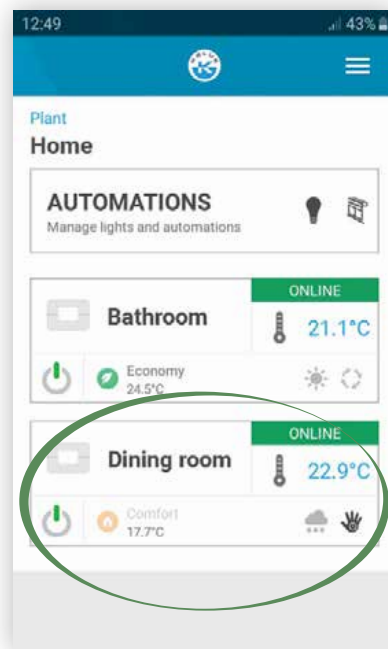 12:49 43%
Plant
Home
AUTOMATIONS
Manage lights and automations
ONLINE
Bathroom
21.1°C
Economy
24.5°C
ONLINE
Dining room
22.9°C
Comfort
17.7°C